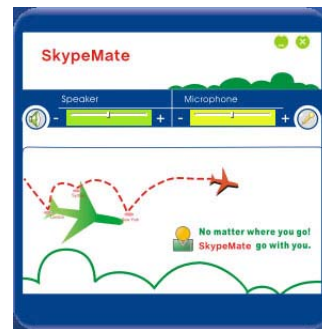 SkypeMate
Speaker
Microphone
- + - +
No matter where you go!
SkypeMate go with you.